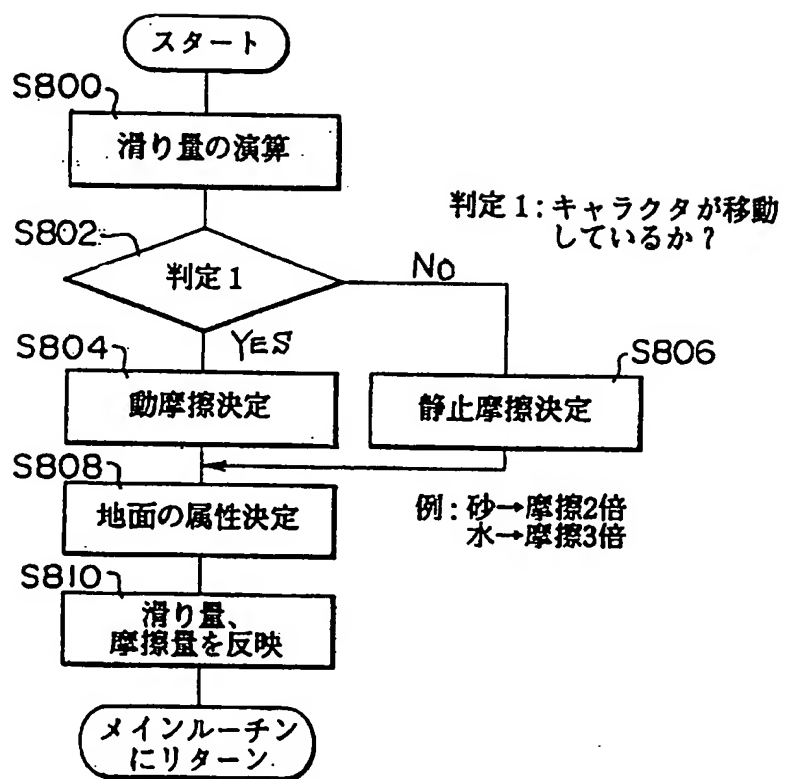 スタート
S800
滑り量の演算
判定1:キャラクタが移動
しているか?
S802
判定1
NO
YES
S804
動摩擦決定
S806
静止摩擦決定
S808
地面の属性決定
例:砂→摩擦2倍
水→摩擦3倍
S810
滑り量、
摩擦量を反映
メインルーチン
にリターン